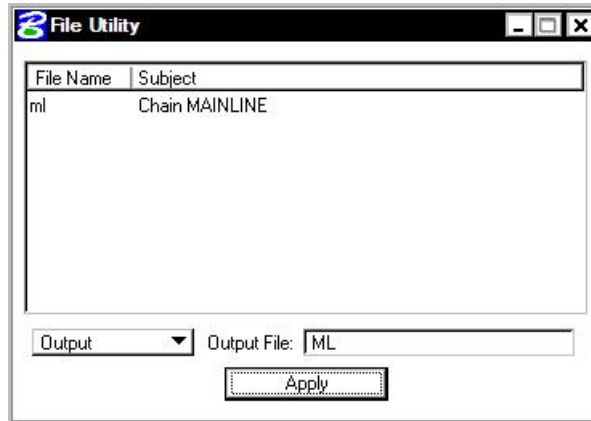 File Utility
File Name Subject
ml Chain MAINLINE
Output Output File: ML
Apply